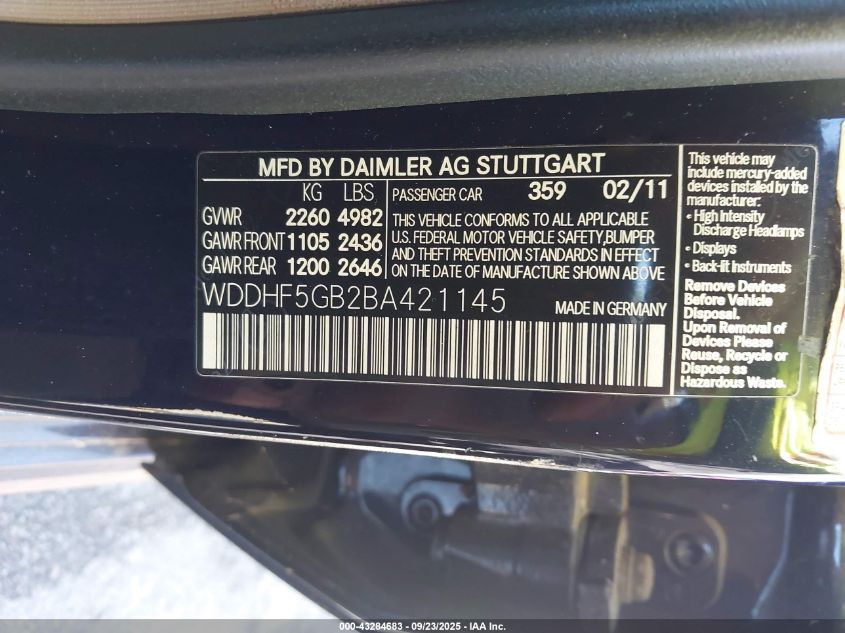 MFD BY DAIMLER AG STUTTGART
KG LBS
GVWR 2260 4982
GAWR FRONT 1105 2436
GAWR REAR 1200 2646
PASSENGER CAR 359 02/11
THIS VEHICLE CONFORMS TO ALL APPLICABLE
U.S. FEDERAL MOTOR VEHICLE SAFETY,BUMPER
AND THEFT PREVENTION STANDARDS IN EFFECT
ON THE DATE OF MANUFACTURE SHOWN ABOVE
WDDHF5GB2BA421145 MADE IN GERMANY
This vehicle may
include mercury-added
devices installed by the
manufacturer:
• High Intensity
Discharge Headlamps
• Displays
• Back-lit Instruments
Remove Devices
Before Vehicle
Disposal.
Upon Removal of
Devices Please
Reuse, Recycle or
Dispose as
Hazardous Waste.
000-43284683 - 09/23/2025 - IAA Inc.